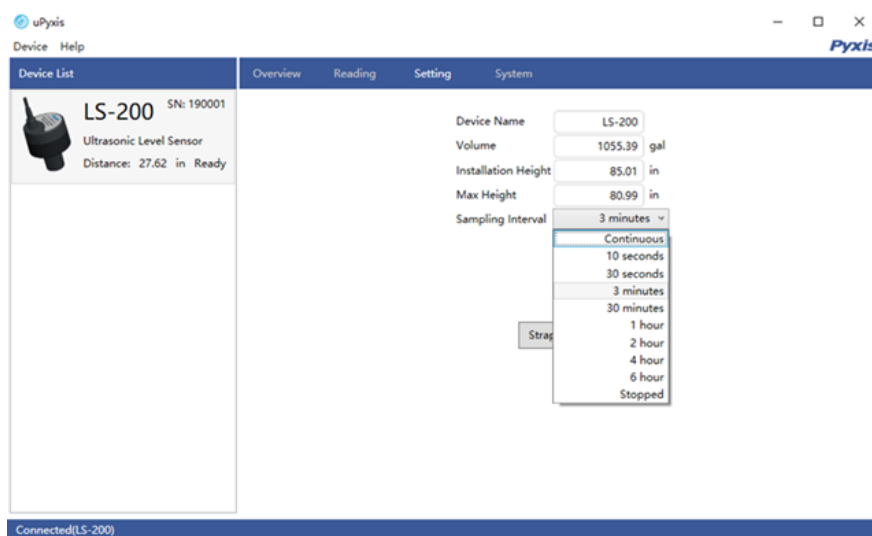 uPyxis
Device Help
Pyxis
Device List
Overview Reading Setting System
LS-200 SN: 190001
Ultrasonic Level Sensor
Distance: 27.62 in Ready
Device Name LS-200
Volume 1055.39 gal
Installation Height 85.01 in
Max Height 80.99 in
Sampling Interval 3 minutes
Continuous
10 seconds
30 seconds
3 minutes
30 minutes
1 hour
Strap
2 hour
4 hour
6 hour
Stopped
Connected(LS-200)